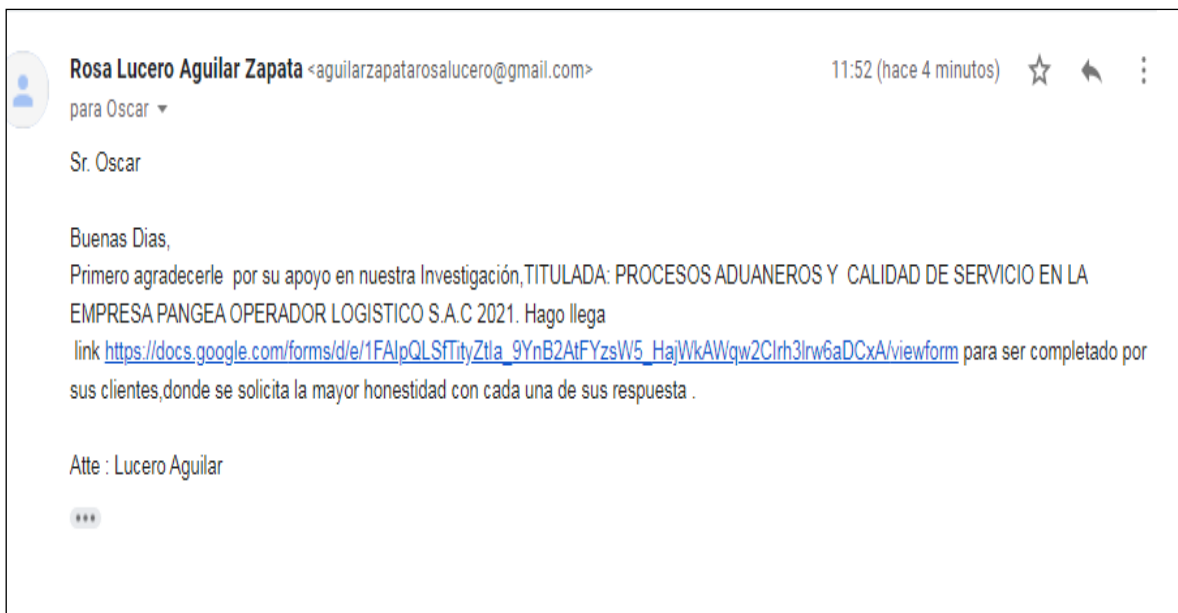 Rosa Lucero Aguilar Zapata <aguilarzapatarosalucero@gmail.com> 11:52 (hace 4 minutos)
para Oscar
Sr. Oscar
Buenas Dias,
Primero agradecerle por su apoyo en nuestra Investigación,TITULADA: PROCESOS ADUANEROS Y CALIDAD DE SERVICIO EN LA
EMPRESA PANGEA OPERADOR LOGISTICO S.A.C 2021. Hago llega
link https://docs.google.com/forms/d/e/1FAIpQLSfTityZtIa_9YnB2AtFYzsW5_HajWkAWqw2CIrh3Irw6aDCxA/viewform para ser completado por
sus clientes,donde se solicita la mayor honestidad con cada una de sus respuesta .
Atte : Lucero Aguilar